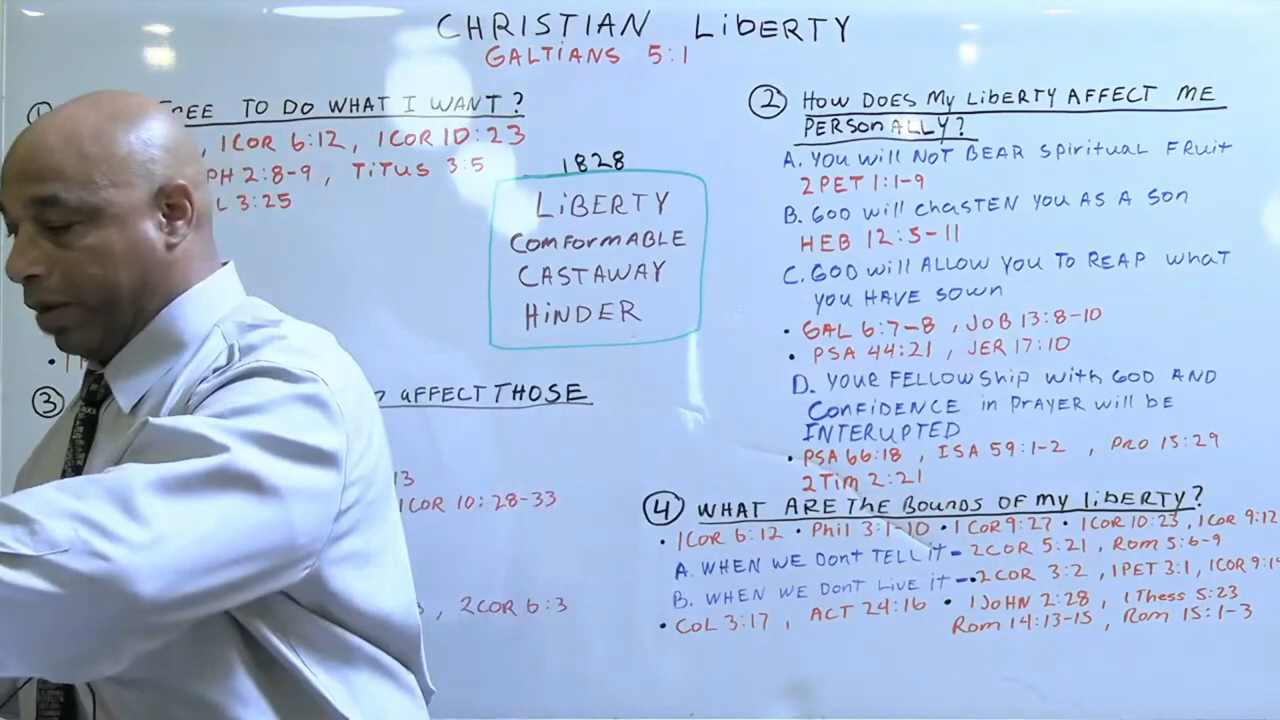 CHRISTIAN LiBERTY
GALTiANS 5:1
① TO DO WHAT I WANT?
, 1COR 6:12, 1COR 10:23
PH 2:8-9, TiTUS 3:5
L 3:25
1828
LiBERTY
COMFORMABLE
CASTAWAY
HiNDER
② HOW DOES My LiBERTY AFFECT ME
PERSONALLY?
A. YOU will NOT BEAR Spiritual FRuit
2PET 1:1-9
B. GOD will chASTEN YOU AS A SON
HEB 12:5-11
C. GOD will ALLOW YOU TO REAP what
YOU HAVE SOWN
• GAL 6:7-8, JOB 13:8-10
• PSA 44:21, JER 17:10
D. YOUR FELLOWShip with GOD AND
CONFiDENCE in PRAYER will be
INTERUPTED
• PSA 66:18, ISA 59:1-2, PRO 15:29
2Tim 2:21
③ AFFECT THOSE
13
1COR 10:28-33
, 2COR 6:3
④ WHAT ARE THE BOUNDS OF My LIBERTY?
• 1COR 6:12 • Phil 3:1-10 • 1COR 9:27 • 1COR 10:23, 1COR 9:12
A. WHEN WE DONT TELL iT - 2COR 5:21, ROM 5:6-9
B. WHEN WE DONT LIVE iT - • 2COR 3:2, 1PET 3:1, 1COR 9:1
• COL 3:17, ACT 24:16 • 1JOHN 2:28, 1Thess 5:23
ROM 14:13-15, ROM 15:1-3